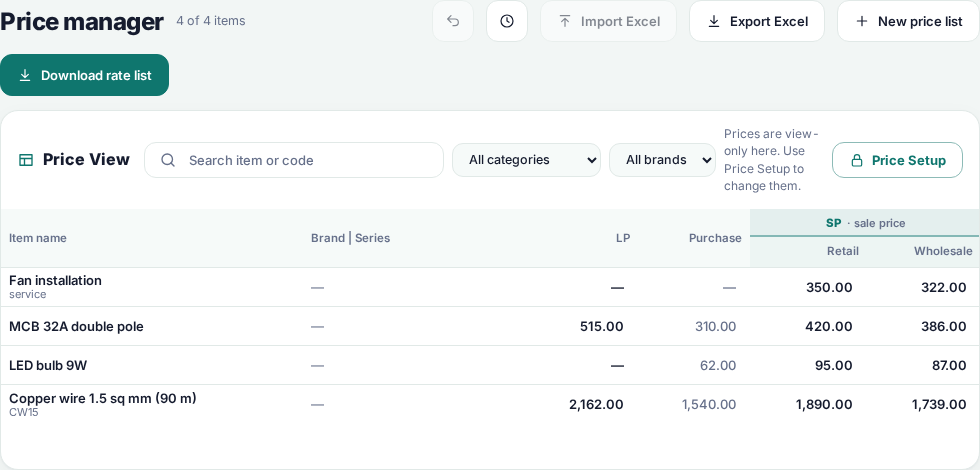 Price manager 4 of 4 items Import Excel Export Excel New price list
Download rate list
Price View Search item or code All categories All brands Prices are view-
only here. Use
Price Setup to
change them. Price Setup
Item name Brand | Series LP Purchase SP · sale price
Retail Wholesale
Fan installation — — — 350.00 322.00
service
MCB 32A double pole — 515.00 310.00 420.00 386.00
LED bulb 9W — — 62.00 95.00 87.00
Copper wire 1.5 sq mm (90 m) — 2,162.00 1,540.00 1,890.00 1,739.00
CW15